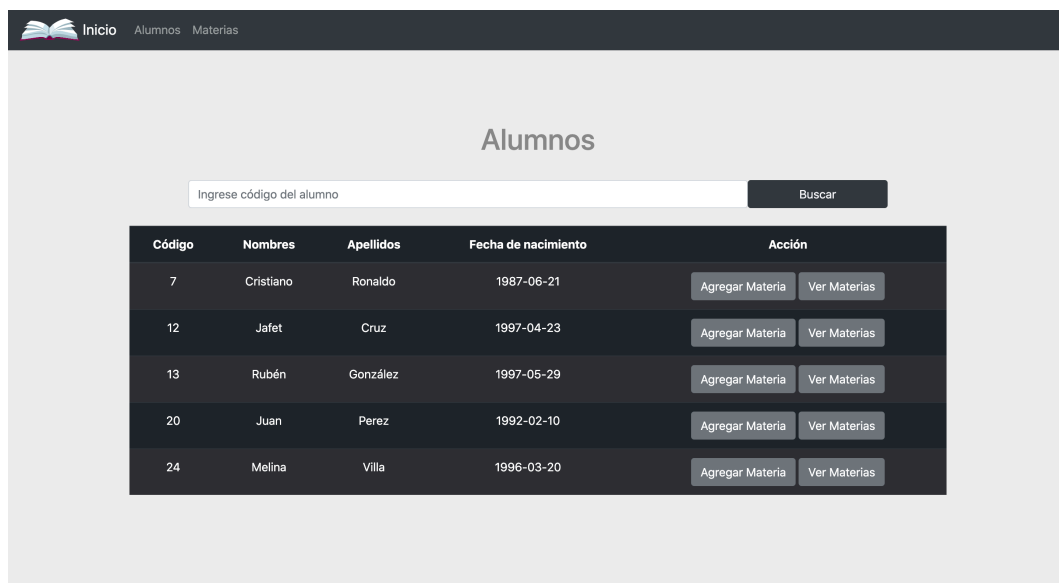 Inicio Alumnos Materias
Alumnos
Ingrese código del alumno Buscar
Código Nombres Apellidos Fecha de nacimiento Acción
7 Cristiano Ronaldo 1987-06-21 Agregar Materia Ver Materias
12 Jafet Cruz 1997-04-23 Agregar Materia Ver Materias
13 Rubén González 1997-05-29 Agregar Materia Ver Materias
20 Juan Perez 1992-02-10 Agregar Materia Ver Materias
24 Melina Villa 1996-03-20 Agregar Materia Ver Materias